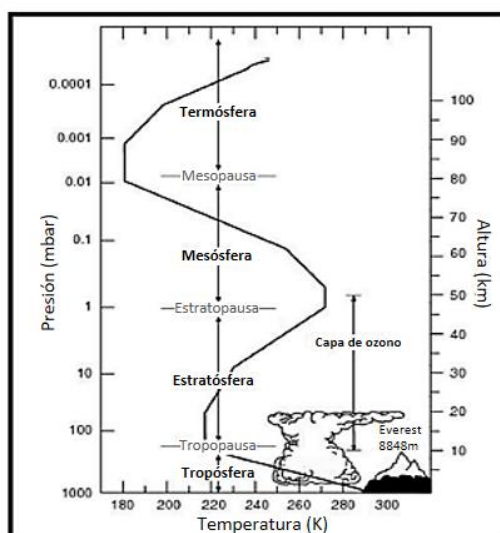 0.0001
0.001
0.01
0.1
1
10
100
1000
Presión (mbar)
Termósfera
Mesopausa
Mesósfera
Estratopausa
Estratósfera
Tropopausa
Tropósfera
Capa de ozono
Everest
8848m
100
90
80
70
60
50
40
30
20
10
Altura (km)
180
200
220
240
260
280
300
Temperatura (K)